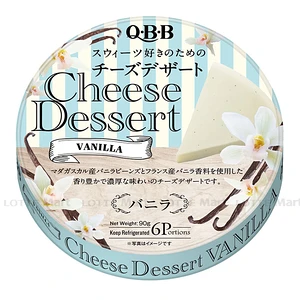 Q·B·B
スウィーツ好きのための
チーズデザート
Cheese
Dessert
VANILLA
マダガスカル産バニラビーンズとフランス産バニラ香料を使用した
香り豊かで濃厚な味わいのチーズデザートです。
バニラ
Net Weight: 90g
Keep Refrigerated
6Portions
※写真はイメージです
Cheese Dessert VANILLA